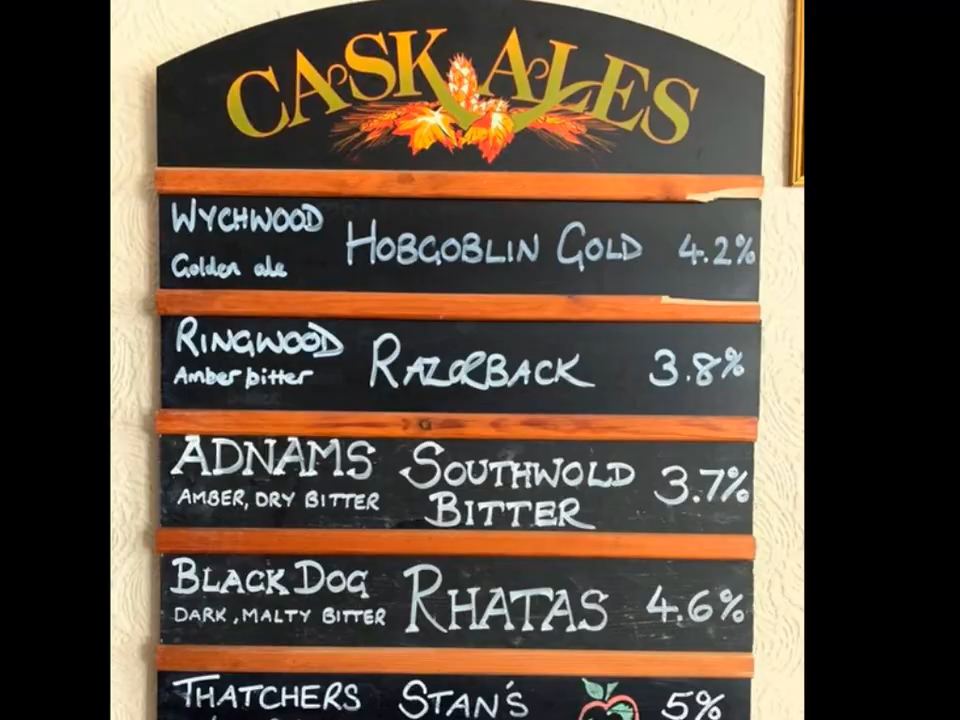 CASK ALES
WYCHWOOD HOBGOBLIN GOLD 4.2%
Golden ale
RINGWOOD RAZORBACK 3.8%
Amber bitter
ADNAMS SOUTHWOLD 3.7%
AMBER, DRY BITTER BITTER
BLACK DOG RHATAS 4.6%
DARK, MALTY BITTER
THATCHERS STAN'S 5%